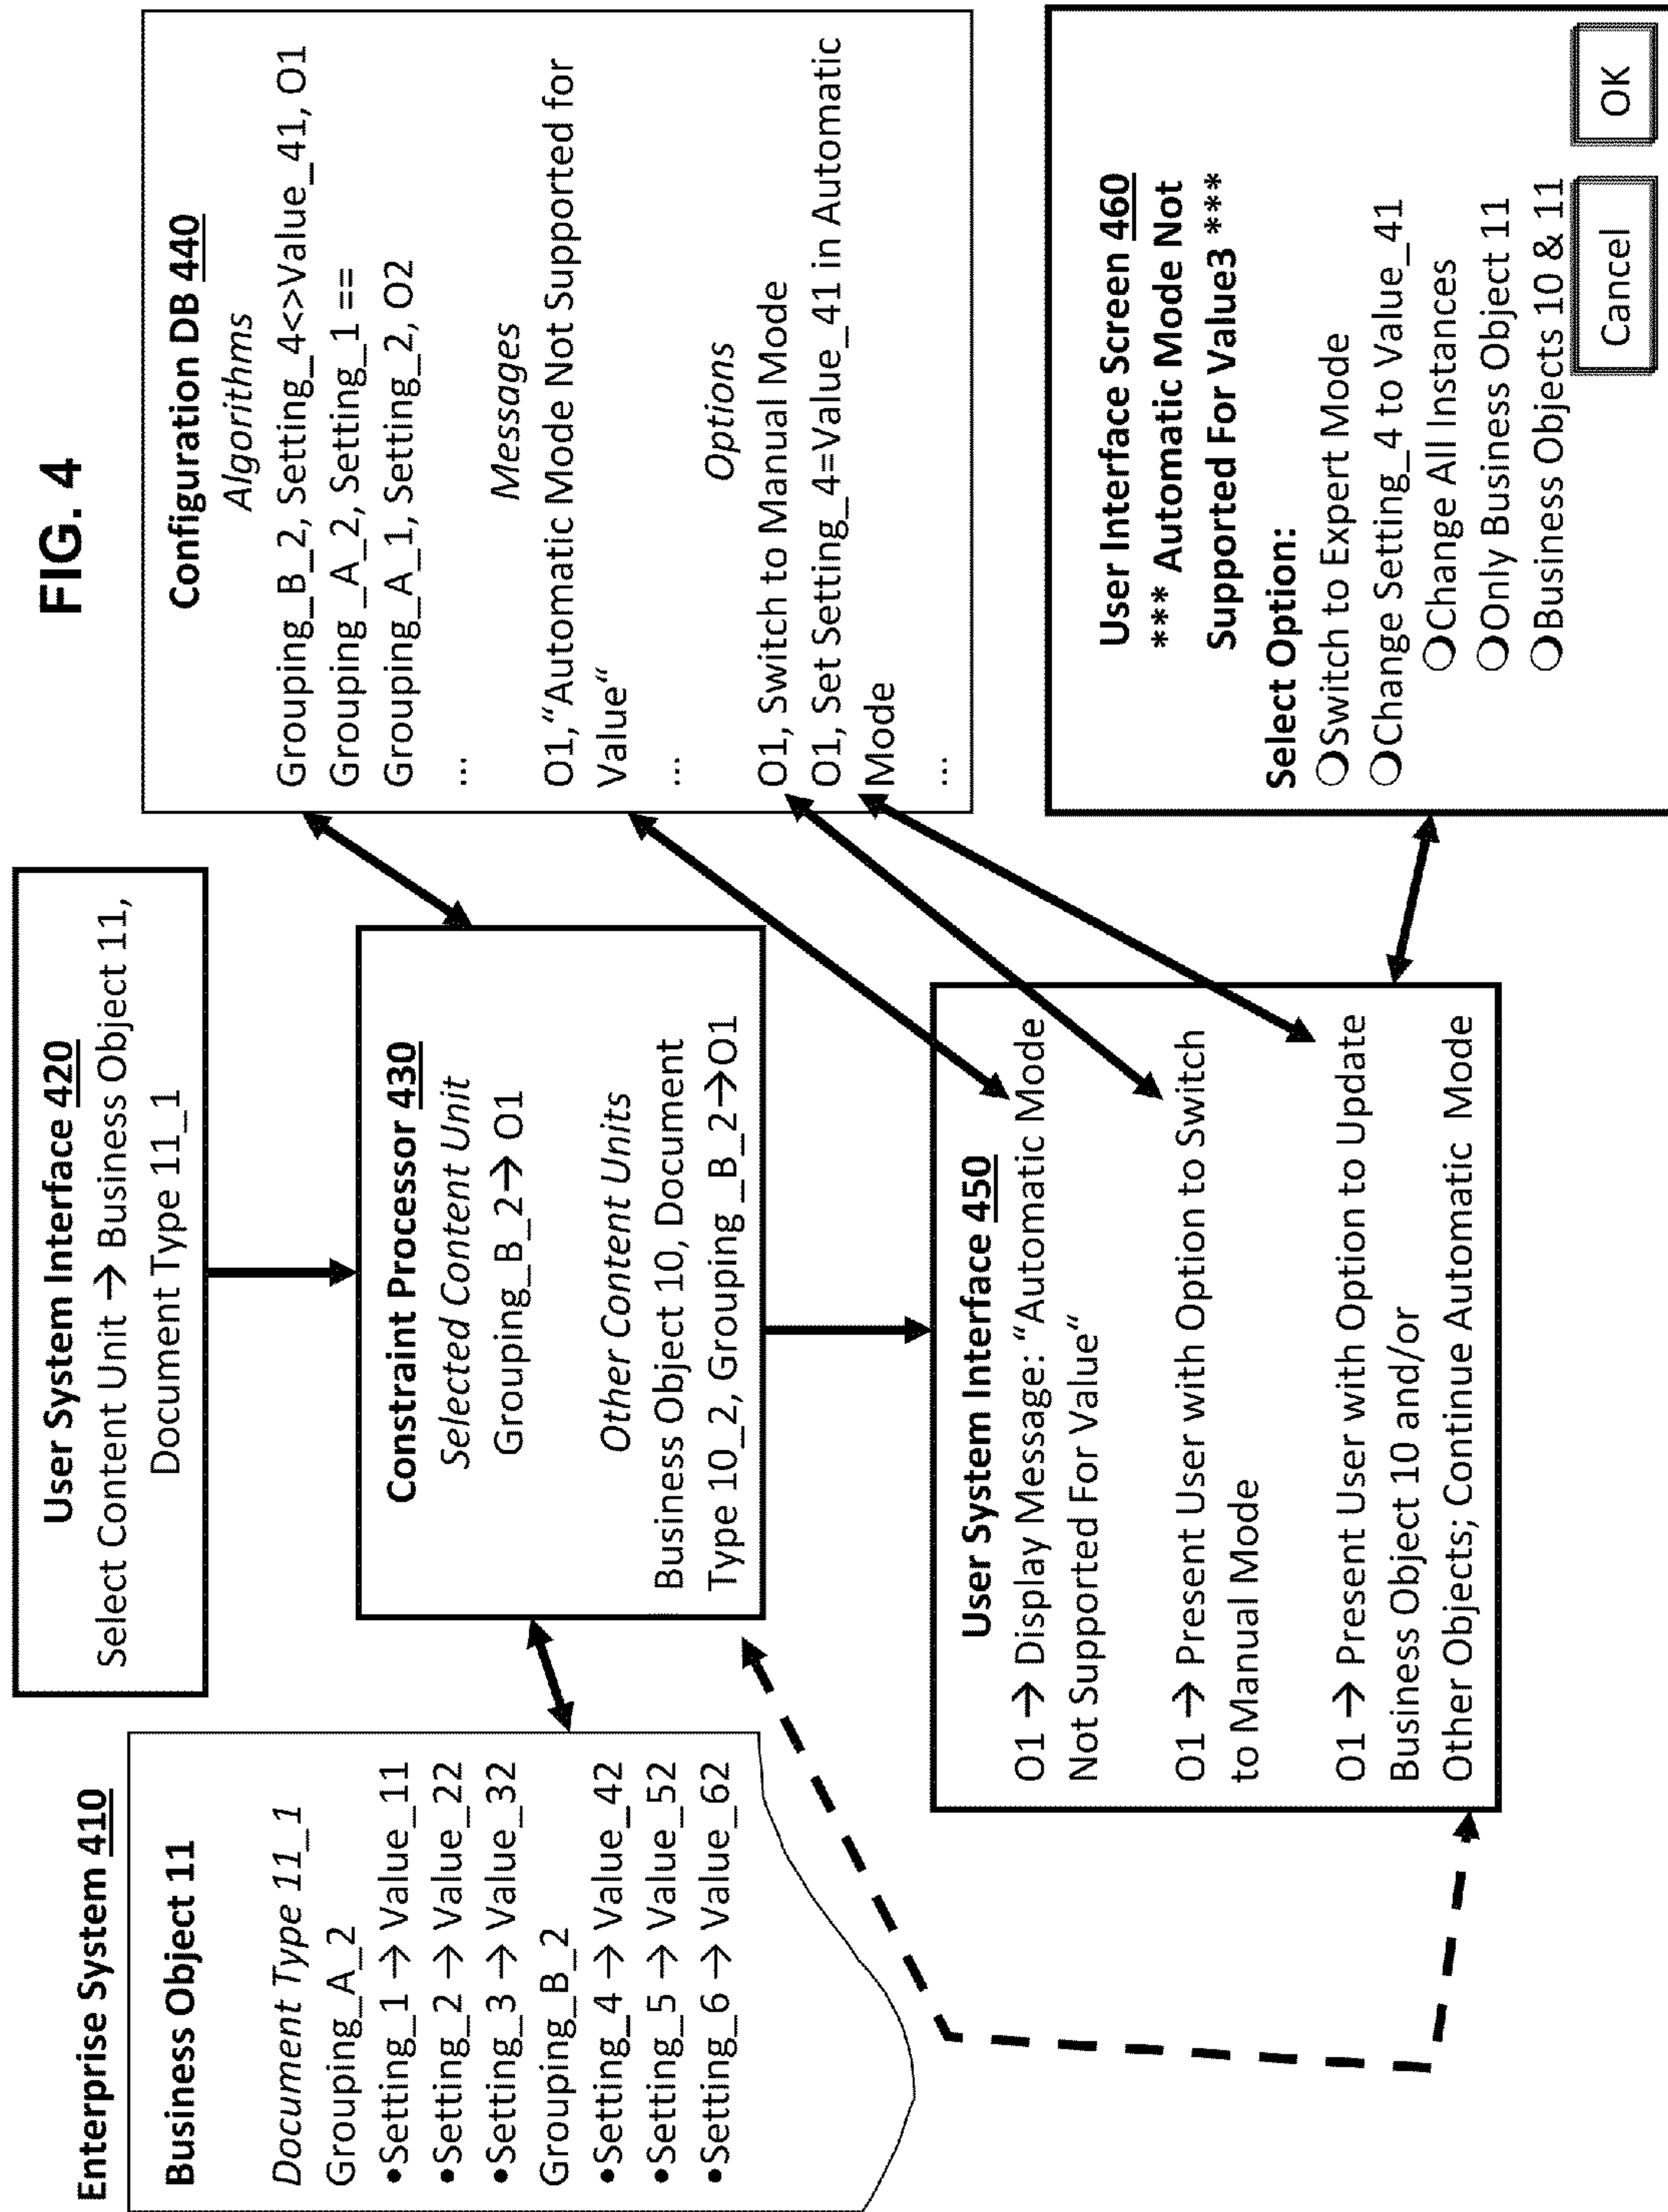 FIG. 4
Enterprise System 410
Business Object 11
Document Type 11_1
Grouping_A_2
•Setting_1 → Value_11
•Setting_2 → Value_22
•Setting_3 → Value_32
Grouping_B_2
•Setting_4 → Value_42
•Setting_5 → Value_52
•Setting_6 → Value_62
User System Interface 420
Select Content Unit → Business Object 11,
Document Type 11_1
Constraint Processor 430
Selected Content Unit
Grouping_B_2→ O1
Other Content Units
Business Object 10, Document
Type 10_2, Grouping _B_2→O1
Configuration DB 440
Algorithms
Grouping_B_2, Setting_4<>Value_41, O1
Grouping _A_2, Setting_1 ==
Grouping_A_1, Setting_2, O2
...
Messages
O1,“Automatic Mode Not Supported for
Value“
...
Options
O1, Switch to Manual Mode
O1, Set Setting_4=Value_41 in Automatic
Mode
...
User System Interface 450
O1 → Display Message: “Automatic Mode
Not Supported For Value“
O1 → Present User with Option to Switch
to Manual Mode
O1 → Present User with Option to Update
Business Object 10 and/or
Other Objects; Continue Automatic Mode
User Interface Screen 460
*** Automatic Mode Not
Supported For Value3 ***
Select Option:
❍Switch to Expert Mode
❍Change Setting_4 to Value_41
❍Change All Instances
❍Only Business Object 11
❍Business Objects 10 & 11
Cancel
OK